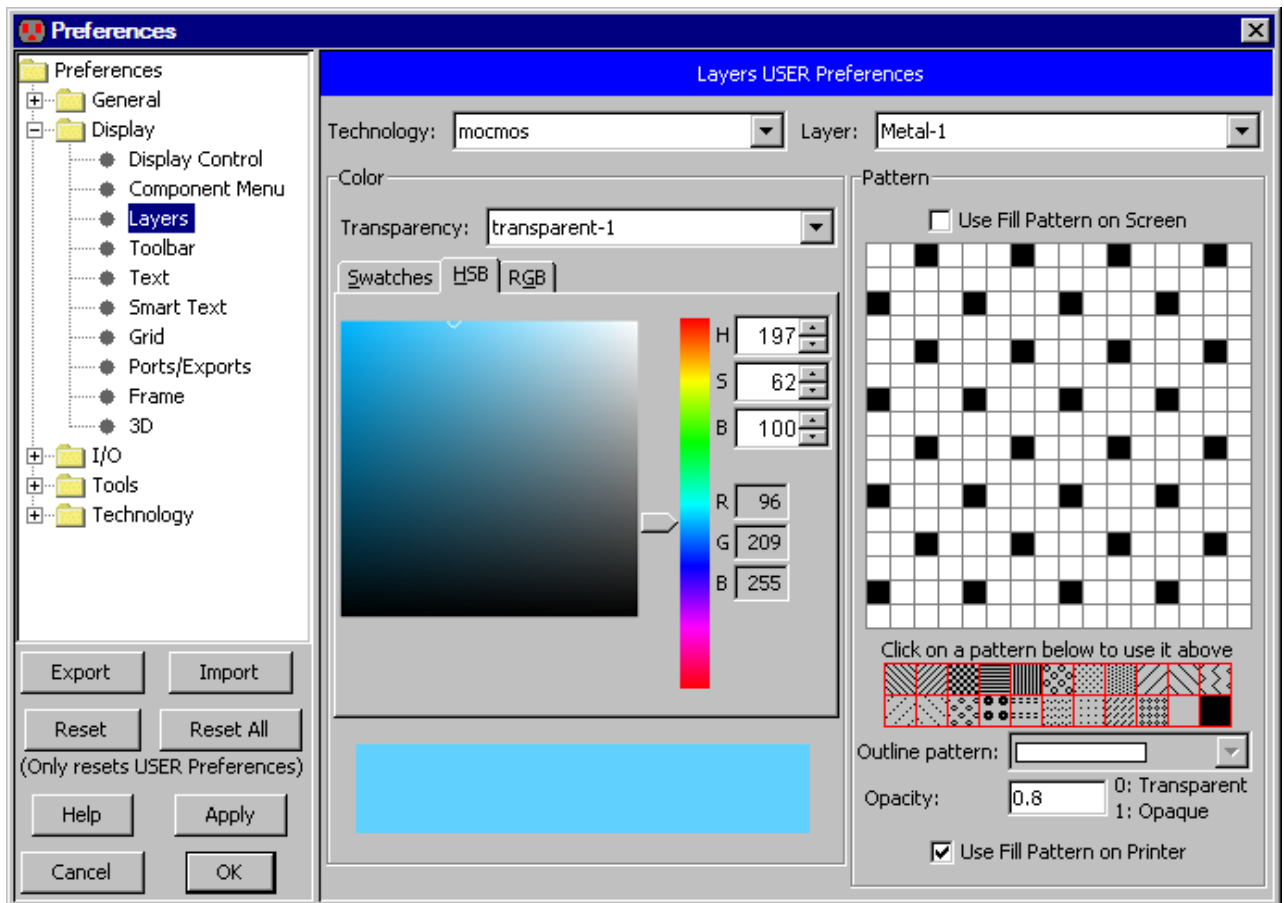 Preferences
Preferences
General
Display
Display Control
Component Menu
Layers
Toolbar
Text
Smart Text
Grid
Ports/Exports
Frame
3D
I/O
Tools
Technology
Export Import
Reset Reset All
(Only resets USER Preferences)
Help Apply
Cancel OK
Layers USER Preferences
Technology: mocmos Layer: Metal-1
Color
Transparency: transparent-1
Swatches HSB RGB
H 197
S 62
B 100
R 96
G 209
B 255
Pattern
Use Fill Pattern on Screen
Click on a pattern below to use it above
Outline pattern:
Opacity: 0.8 0: Transparent
1: Opaque
Use Fill Pattern on Printer